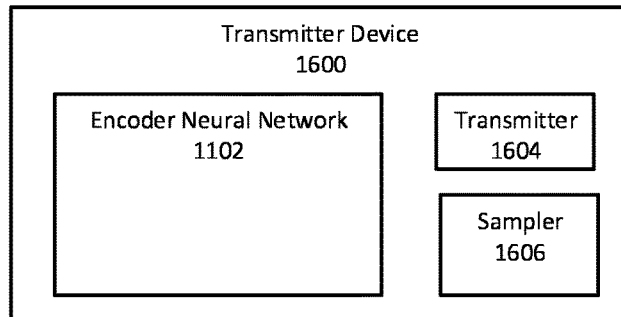 Transmitter Device
1600
Encoder Neural Network
1102
Transmitter
1604
Sampler
1606